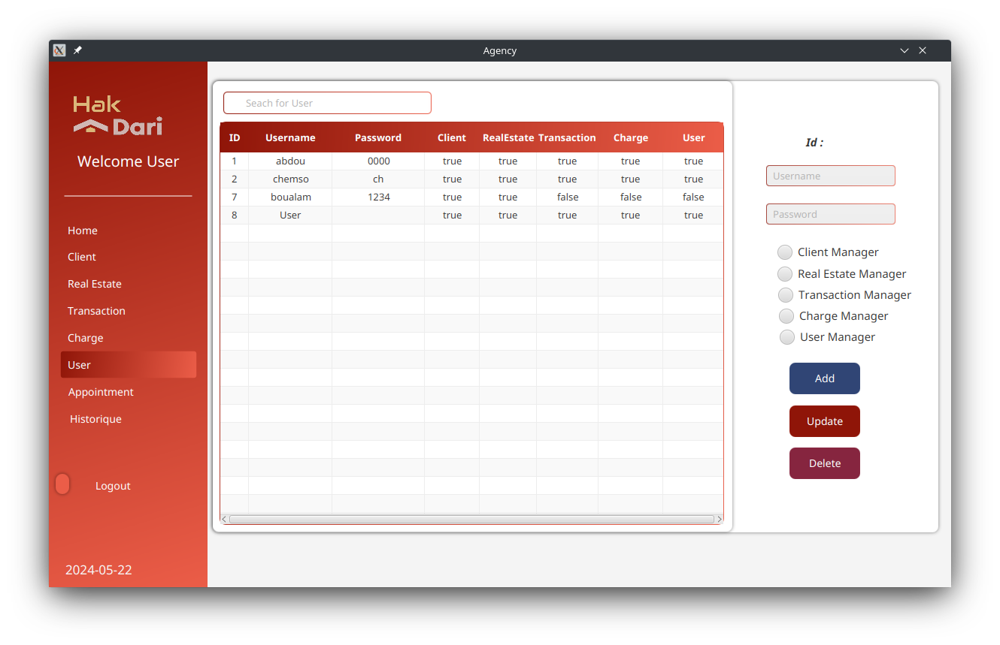 Agency
Hak
Dari
Welcome User
Home
Client
Real Estate
Transaction
Charge
User
Appointment
Historique
Logout
2024-05-22
Seach for User
ID Username Password Client RealEstate Transaction Charge User
1 abdou 0000 true true true true true
2 chemso ch true true true true true
7 boualam 1234 true true false false false
8 User true true true true true
Id :
Username
Password
Client Manager
Real Estate Manager
Transaction Manager
Charge Manager
User Manager
Add
Update
Delete